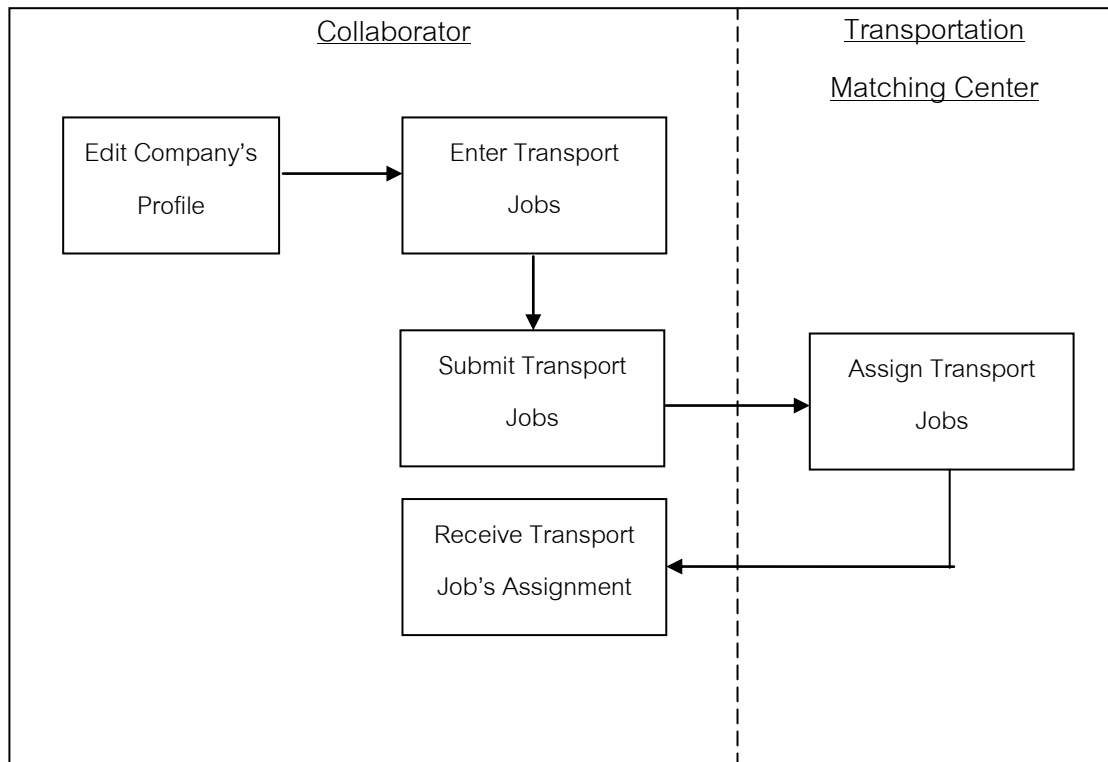 Collaborator
Transportation
Matching Center
Edit Company’s
Profile
Enter Transport
Jobs
Submit Transport
Jobs
Assign Transport
Jobs
Receive Transport
Job’s Assignment